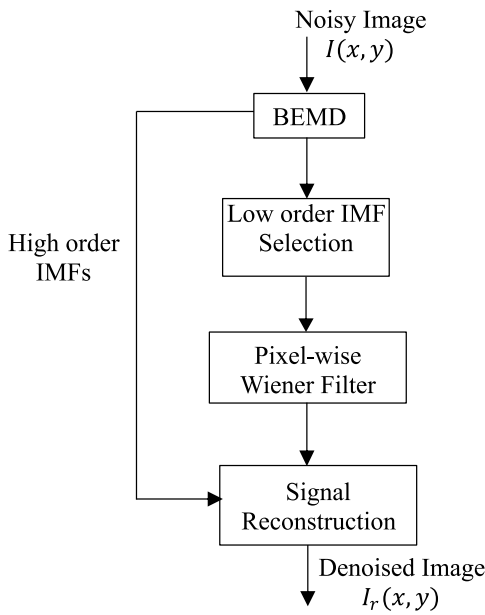 Noisy Image
I(x, y)
BEMD
Low order IMF
Selection
High order
IMFs
Pixel-wise
Wiener Filter
Signal
Reconstruction
Denoised Image
I_r(x, y)